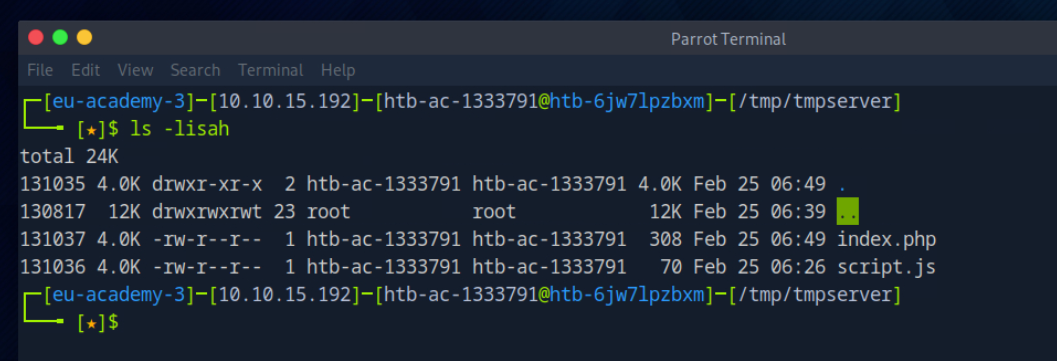 Parrot Terminal
File Edit View Search Terminal Help
┌─[eu-academy-3]─[10.10.15.192]─[htb-ac-1333791@htb-6jw7lpzbxm]─[/tmp/tmpserver]
└──╼ [★]$ ls -lisah
total 24K
131035 4.0K drwxr-xr-x  2 htb-ac-1333791 htb-ac-1333791 4.0K Feb 25 06:49 .
130817  12K drwxrwxrwt 23 root           root            12K Feb 25 06:39 ..
131037 4.0K -rw-r--r--  1 htb-ac-1333791 htb-ac-1333791  308 Feb 25 06:49 index.php
131036 4.0K -rw-r--r--  1 htb-ac-1333791 htb-ac-1333791   70 Feb 25 06:26 script.js
┌─[eu-academy-3]─[10.10.15.192]─[htb-ac-1333791@htb-6jw7lpzbxm]─[/tmp/tmpserver]
└──╼ [★]$